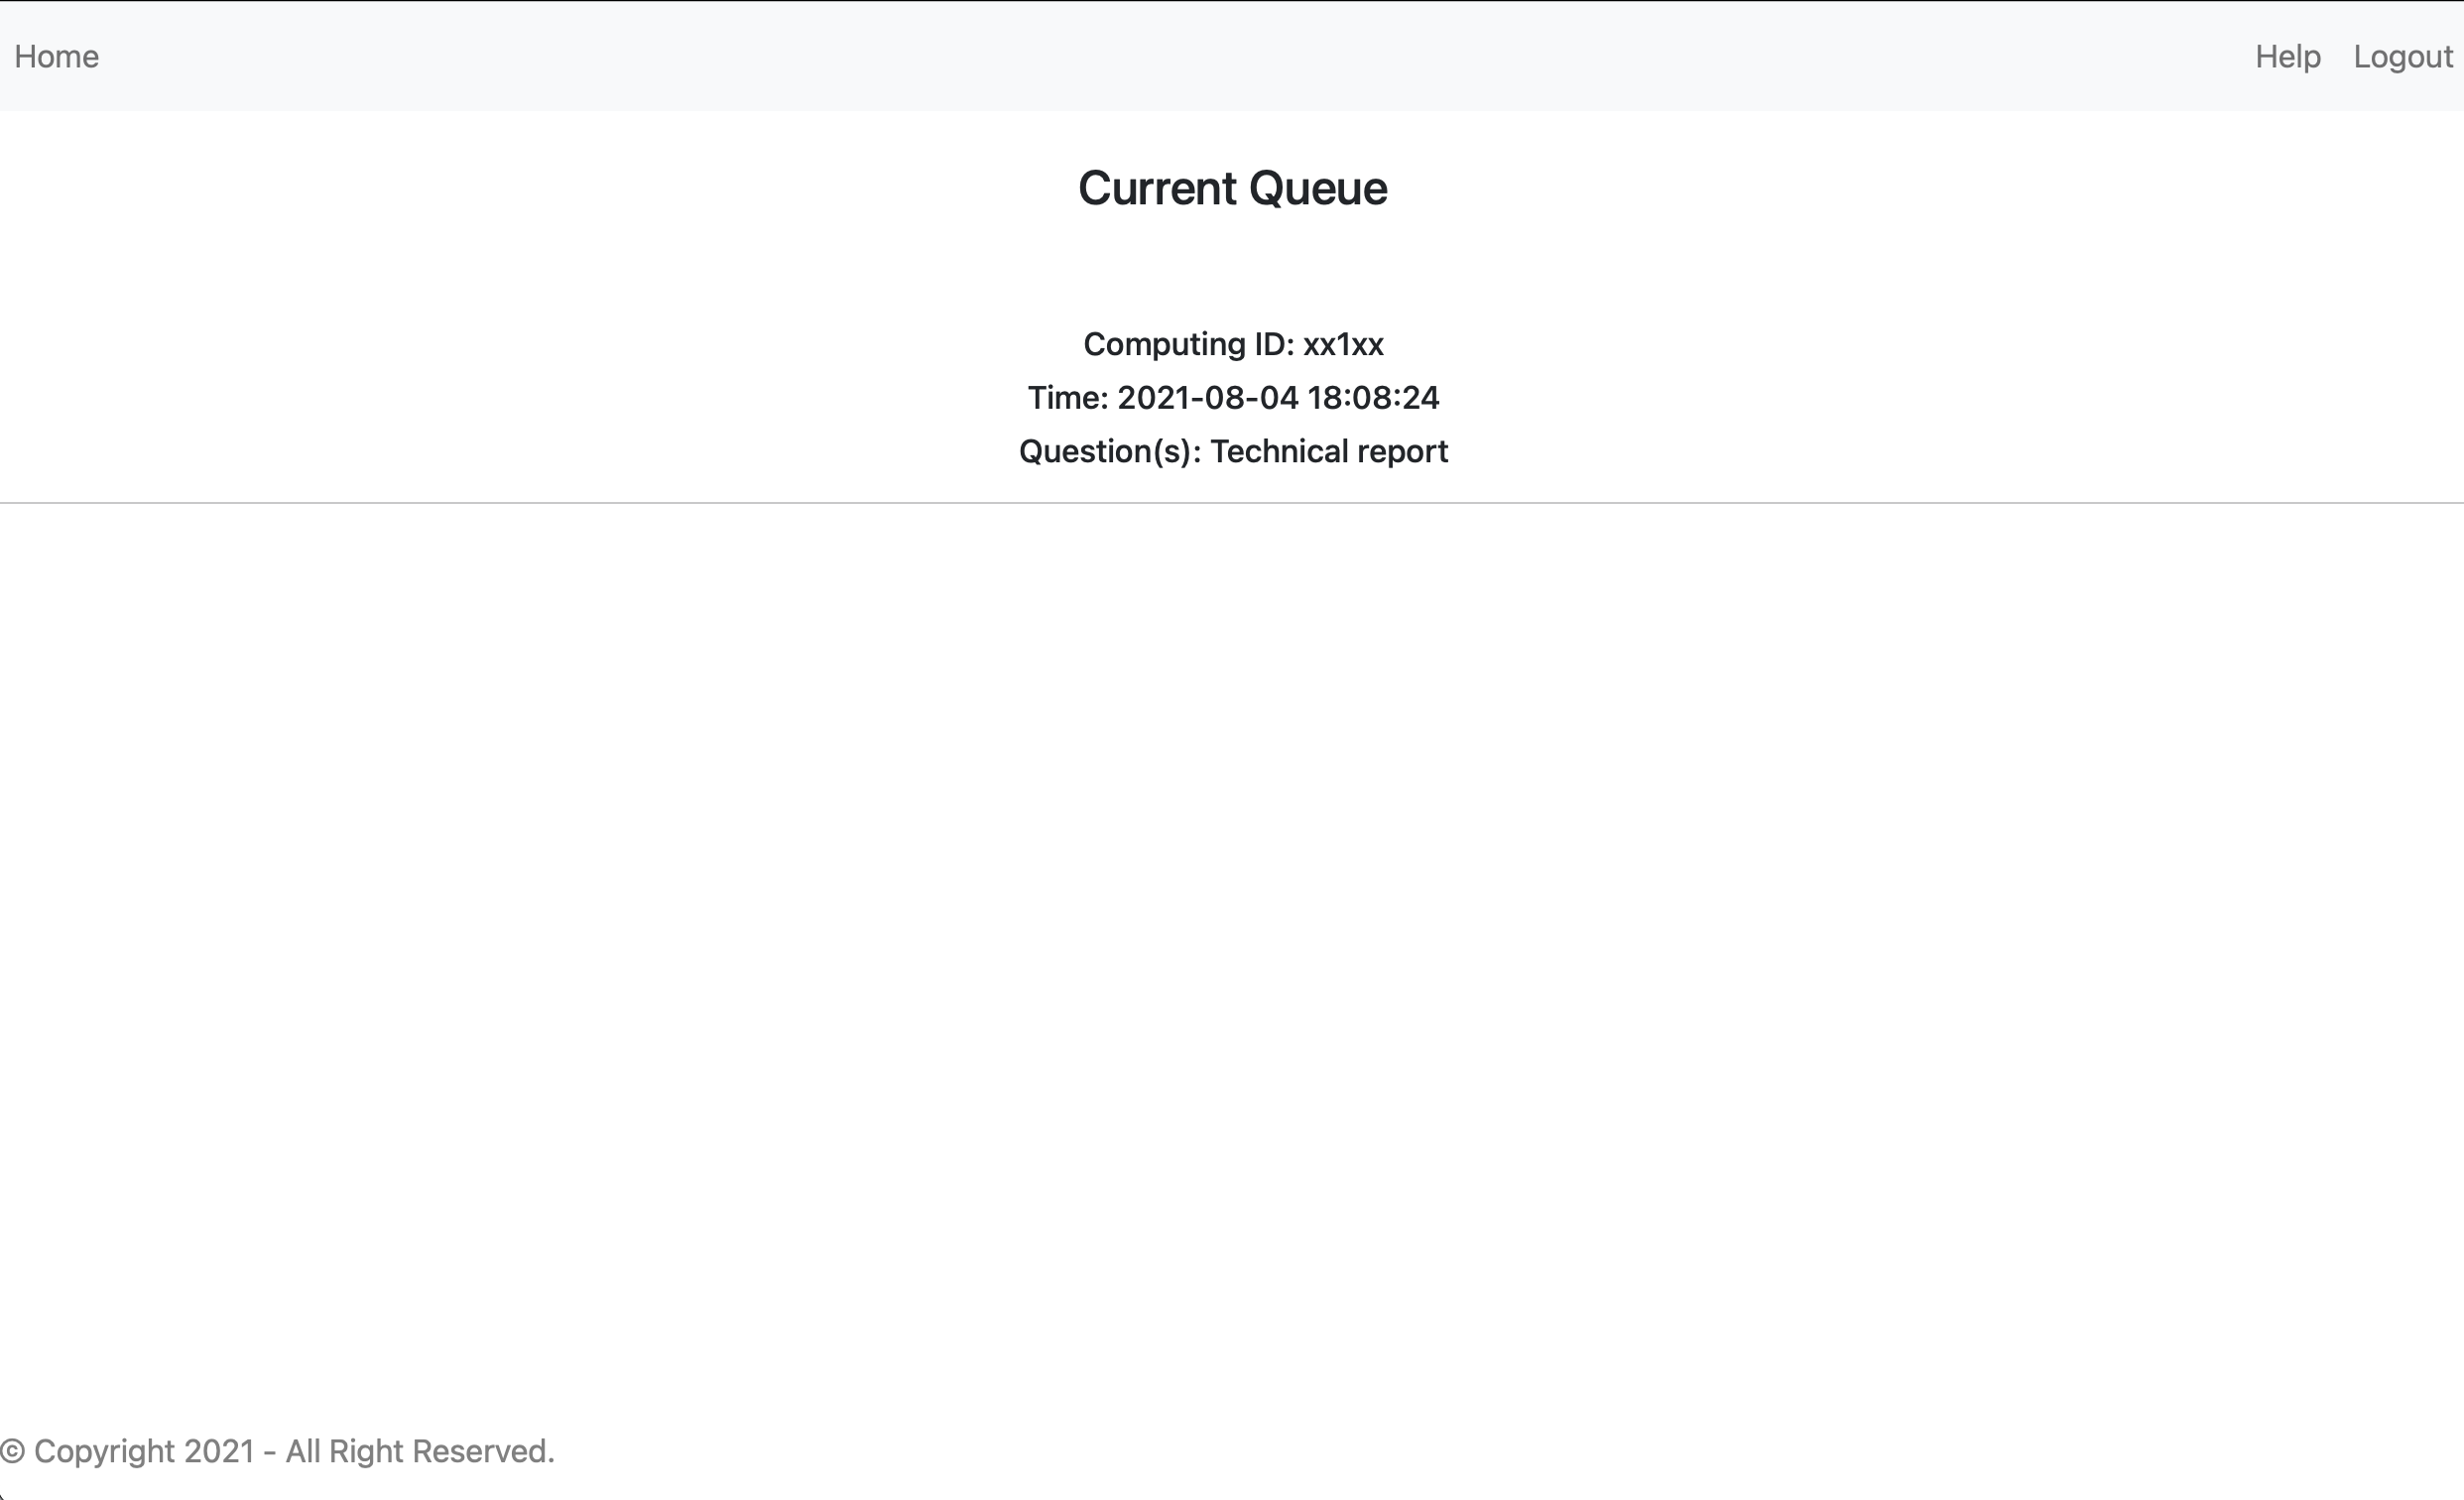 Home Help Logout
Current Queue
Computing ID: xx1xx
Time: 2021-08-04 18:08:24
Question(s): Technical report
© Copyright 2021 - All Right Reserved.